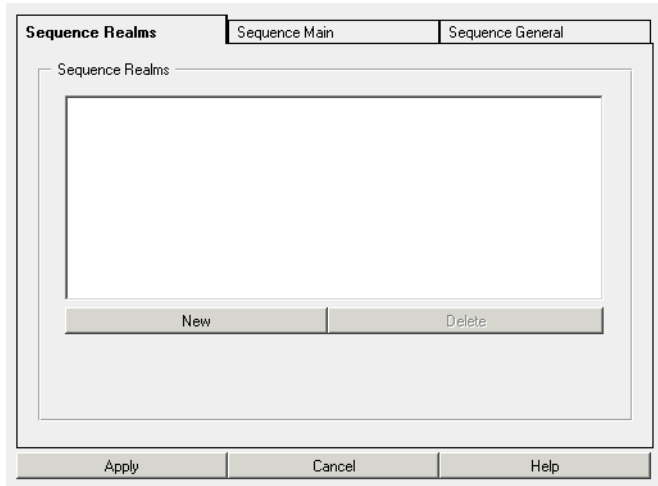 Sequence Realms Sequence Main Sequence General
Sequence Realms
New Delete
Apply Cancel Help